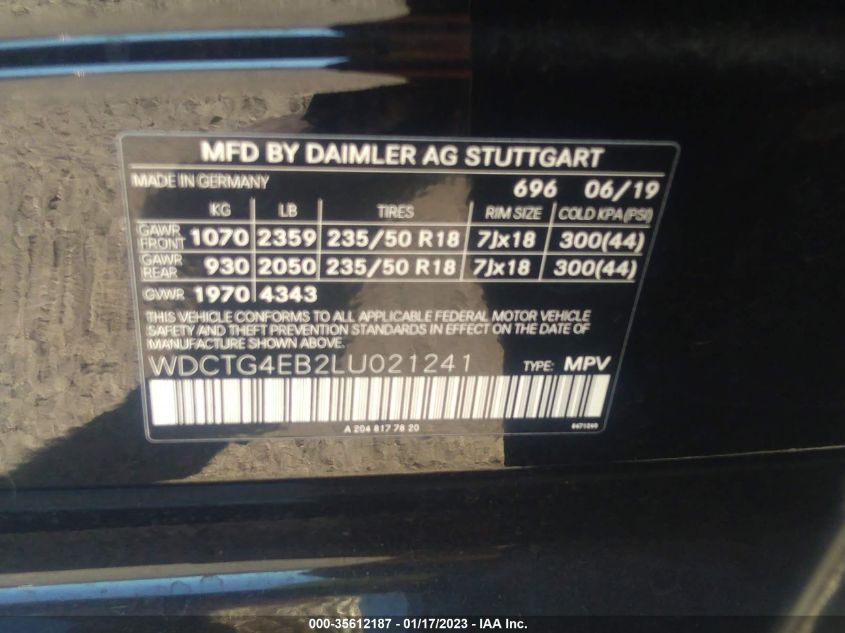 MFD BY DAIMLER AG STUTTGART
MADE IN GERMANY 696 06/19
KG LB TIRES RIM SIZE COLD KPA(PSI)
GAWR FRONT 1070 2359 235/50 R18 7Jx18 300(44)
GAWR REAR 930 2050 235/50 R18 7Jx18 300(44)
GVWR 1970 4343
THIS VEHICLE CONFORMS TO ALL APPLICABLE FEDERAL MOTOR VEHICLE
SAFETY AND THEFT PREVENTION STANDARDS IN EFFECT ON THE DATE OF
MANUFACTURE SHOWN ABOVE.
WDCTG4EB2LU021241 TYPE: MPV
A 204 817 78 20
000-35612187 - 01/17/2023 - © IAA Inc.